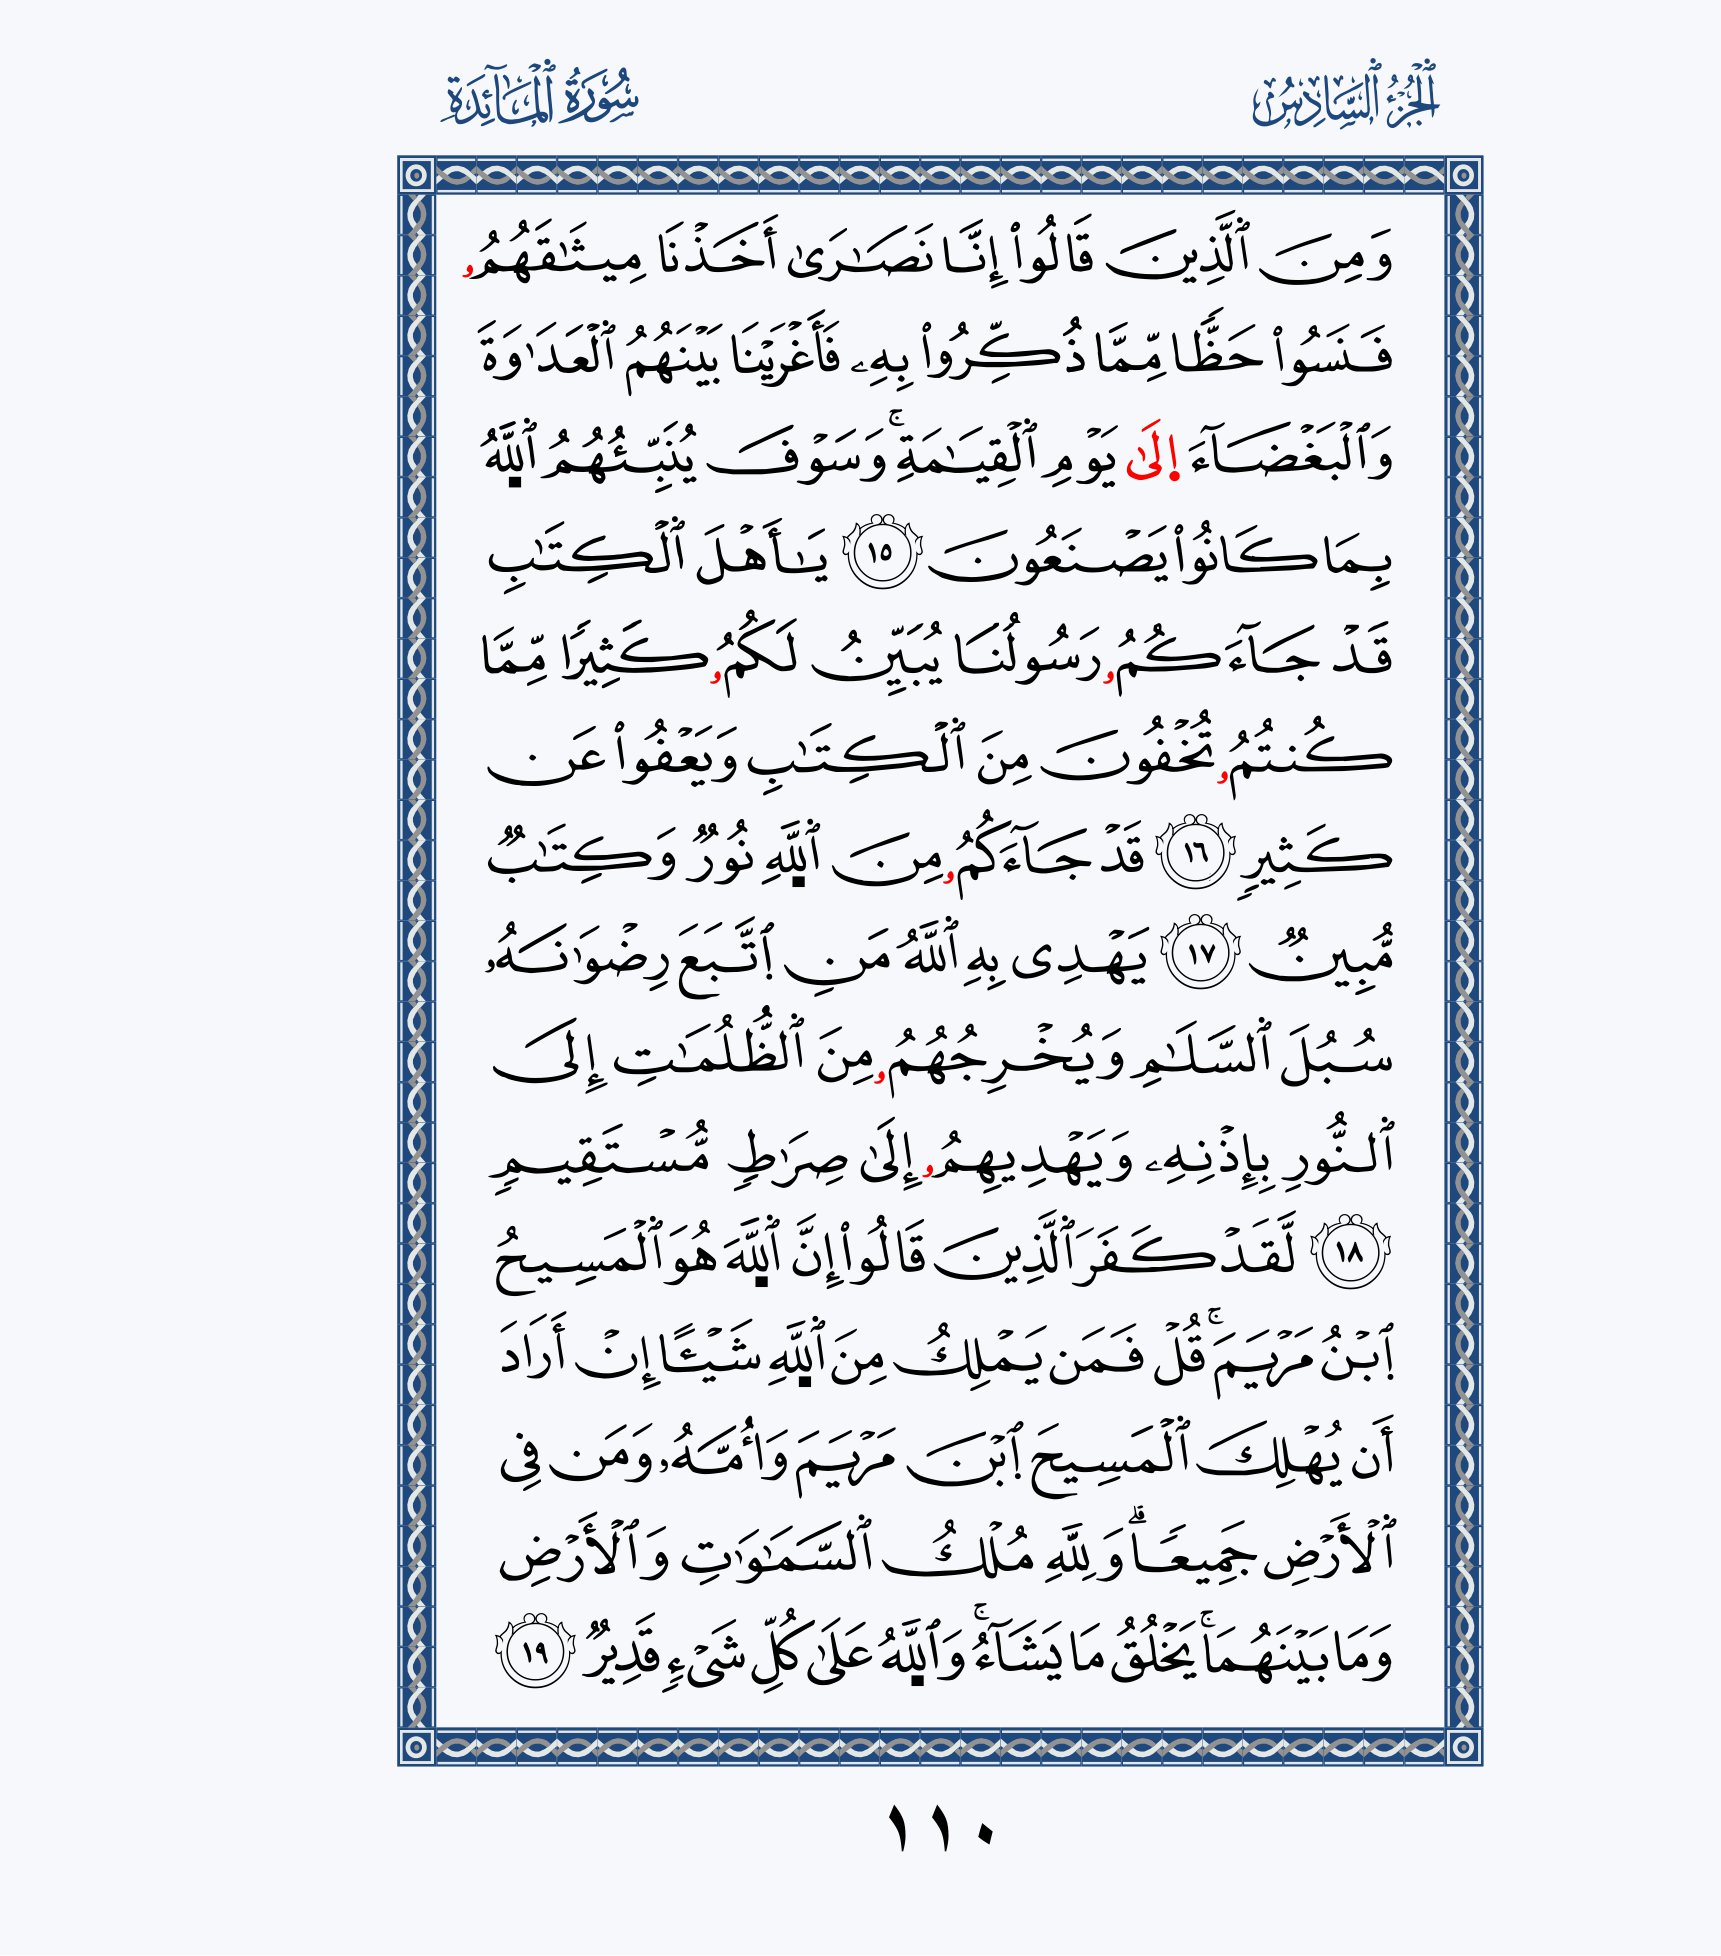 ٱلْجُزْءُ ٱلسَّادِسُ سُورَةُ ٱلْمَآئِدَةِ
وَمِنَ ٱلَّذِينَ قَالُوا۟ إِنَّا نَصَٰرَىٰ أَخَذْنَا مِيثَٰقَهُمُۥ
فَنَسُوا۟ حَظًّا مِّمَّا ذُكِّرُوا۟ بِهِۦ فَأَغْرَيْنَا بَيْنَهُمُ ٱلْعَدَٰوَةَ
وَٱلْبَغْضَآءَ اِ۪لَىٰ يَوْمِ ٱلْقِيَٰمَةِۚ وَسَوْفَ يُنَبِّئُهُمُ ٱللَّهُ
بِمَا كَانُوا۟ يَصْنَعُونَ ١٥ يَٰأَهْلَ ٱلْكِتَٰبِ
قَدْ جَآءَكُمُۥ رَسُولُنَا يُبَيِّنُ لَكُمُۥ كَثِيرًا مِّمَّا
كُنتُمُۥ تُخْفُونَ مِنَ ٱلْكِتَٰبِ وَيَعْفُوا۟ عَن
كَثِيرٍ ١٦ قَدْ جَآءَكُمُۥ مِنَ ٱللَّهِ نُورٌ وَكِتَٰبٌ
مُّبِينٌ ١٧ يَهْدِى بِهِ ٱللَّهُ مَنِ ٱتَّبَعَ رِضْوَٰنَهُۥ
سُبُلَ ٱلسَّلَٰمِ وَيُخْرِجُهُمُۥ مِنَ ٱلظُّلُمَٰتِ إِلَى
ٱلنُّورِ بِإِذْنِهِۦ وَيَهْدِيهِمُۥ إِلَىٰ صِرَٰطٍ مُّسْتَقِيمٍ
١٨ لَّقَدْ كَفَرَ ٱلَّذِينَ قَالُوا۟ إِنَّ ٱللَّهَ هُوَ ٱلْمَسِيحُ
ٱبْنُ مَرْيَمَۚ قُلْ فَمَن يَمْلِكُ مِنَ ٱللَّهِ شَيْـًٔا إِنْ أَرَادَ
أَن يُهْلِكَ ٱلْمَسِيحَ ٱبْنَ مَرْيَمَ وَأُمَّهُۥ وَمَن فِي
ٱلْأَرْضِ جَمِيعًاۗ وَلِلَّهِ مُلْكُ ٱلسَّمَٰوَٰتِ وَٱلْأَرْضِ
وَمَا بَيْنَهُمَاۚ يَخْلُقُ مَا يَشَآءُۚ وَٱللَّهُ عَلَىٰ كُلِّ شَىْءٍ قَدِيرٌ ١٩
١١٠